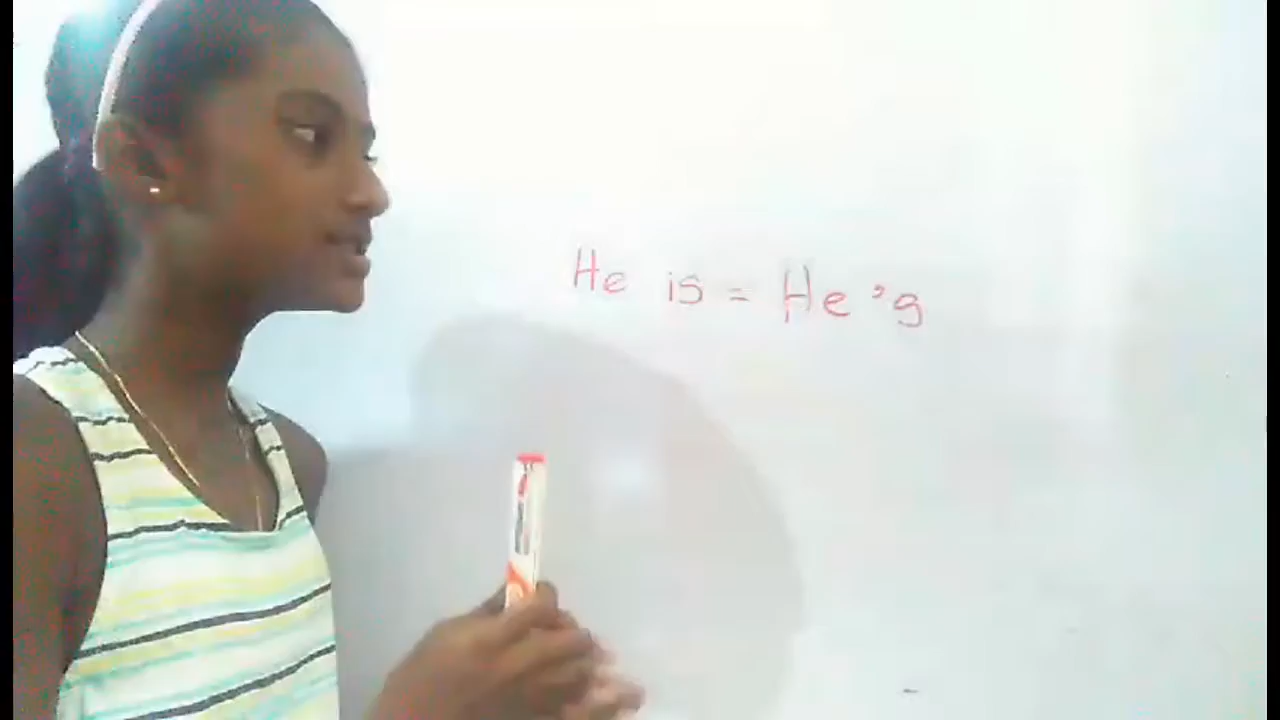 He is = He's